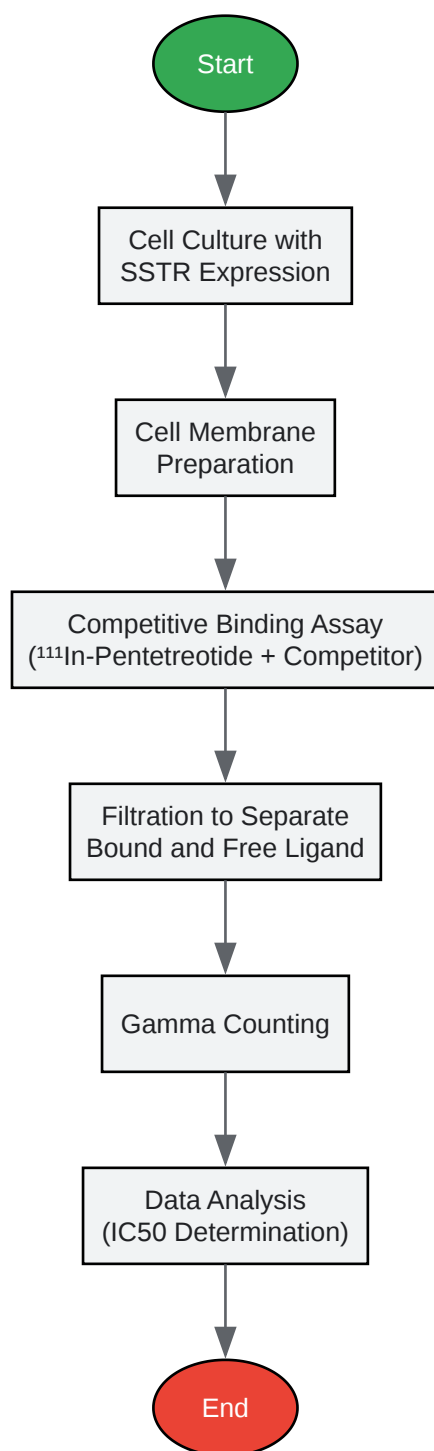 Start
Cell Culture with
SSTR Expression
Cell Membrane
Preparation
Competitive Binding Assay
(¹¹¹In-Pentetreotide + Competitor)
Filtration to Separate
Bound and Free Ligand
Gamma Counting
Data Analysis
(IC50 Determination)
End